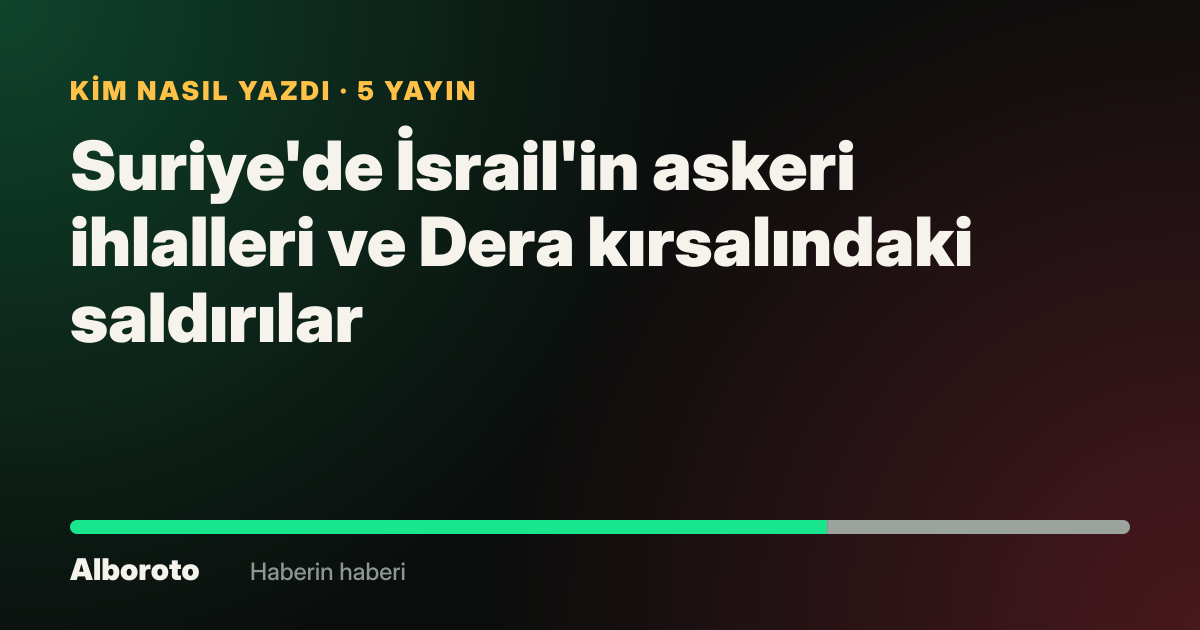 KİM NASIL YAZDI · 5 YAYIN
Suriye'de İsrail'in askeri
ihlalleri ve Dera kırsalındaki
saldırılar
Alboroto
Haberin haberi